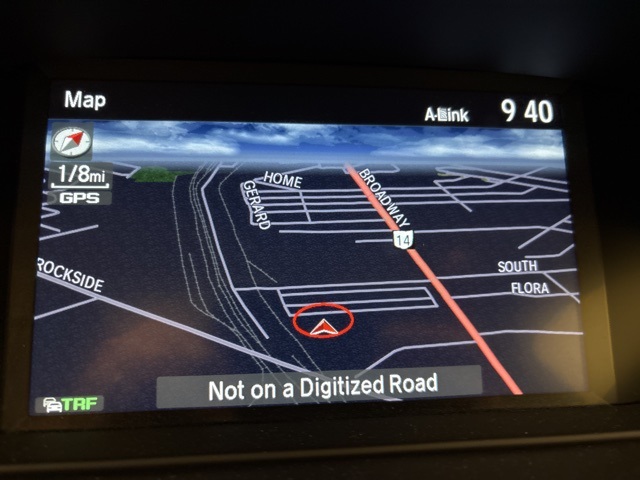 Map
A-Link
9 40
1/8mi
GPS
HOME
GERARD
BROADWAY
14
ROCKSIDE
SOUTH
FLORA
Not on a Digitized Road
TRF